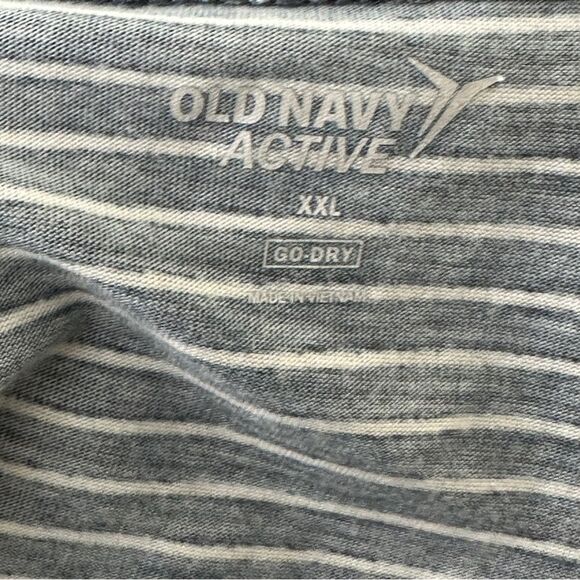 OLD NAVY
ACTIVE
XXL
GO-DRY
MADE IN VIETNAM